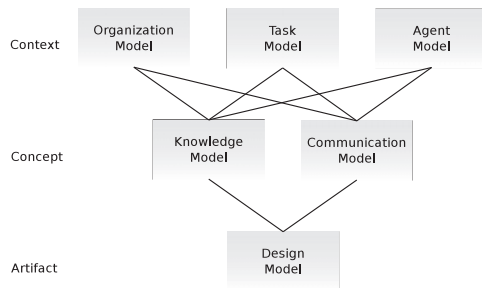 Context
Organization
Model
Task
Model
Agent
Model
Concept
Knowledge
Model
Communication
Model
Artifact
Design
Model